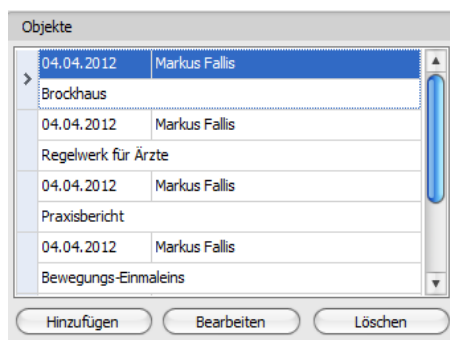 Objekte
04.04.2012 Markus Fallis
Brockhaus
04.04.2012 Markus Fallis
Regelwerk für Ärzte
04.04.2012 Markus Fallis
Praxisbericht
04.04.2012 Markus Fallis
Bewegungs-Einmaleins
Hinzufügen Bearbeiten Löschen